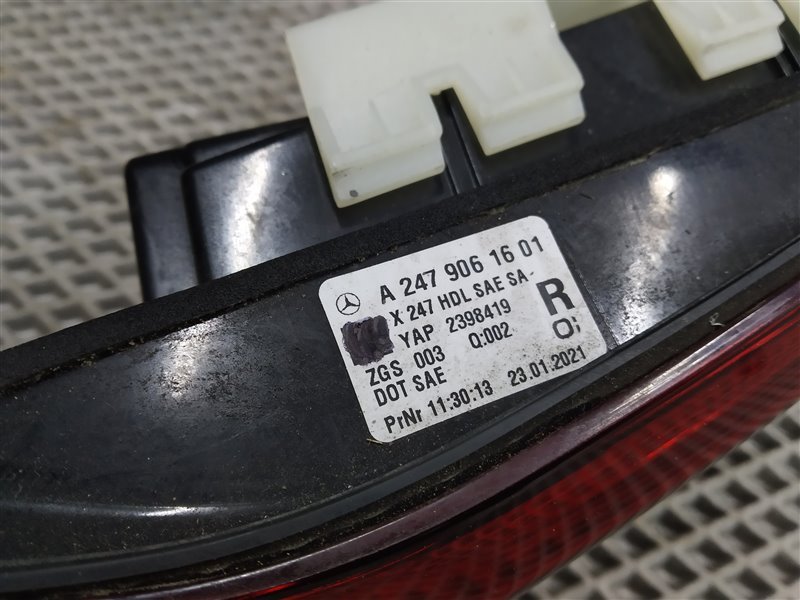 A 247 906 16 01
X 247 HDL SAE SA-
YAP 2398419
ZGS 003 Q:002
DOT SAE
PrNr 11:30:13 23.01.2021
R